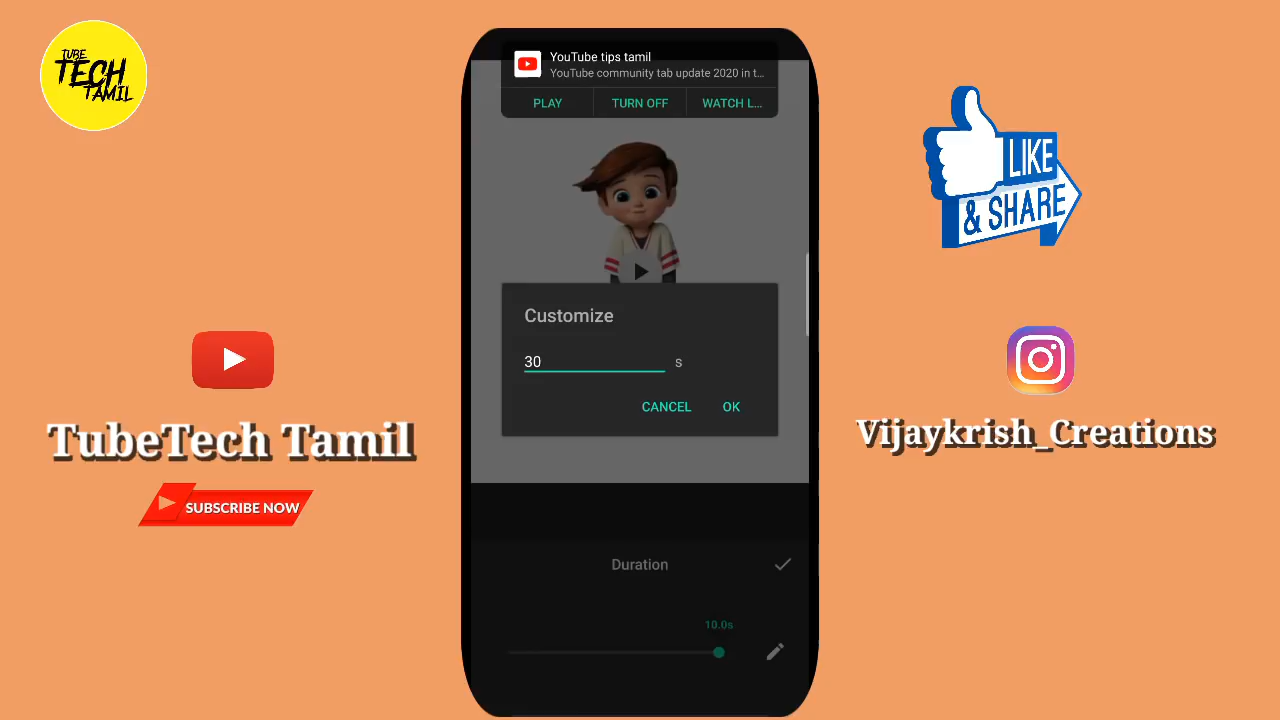 TUBE
TECH
TAMIL
YouTube tips tamil
YouTube community tab update 2020 in t...
PLAY
TURN OFF
WATCH L...
LIKE
& SHARE
Customize
30
s
CANCEL
OK
TubeTech Tamil
SUBSCRIBE NOW
Vijaykrish_Creations
Duration
10.0s